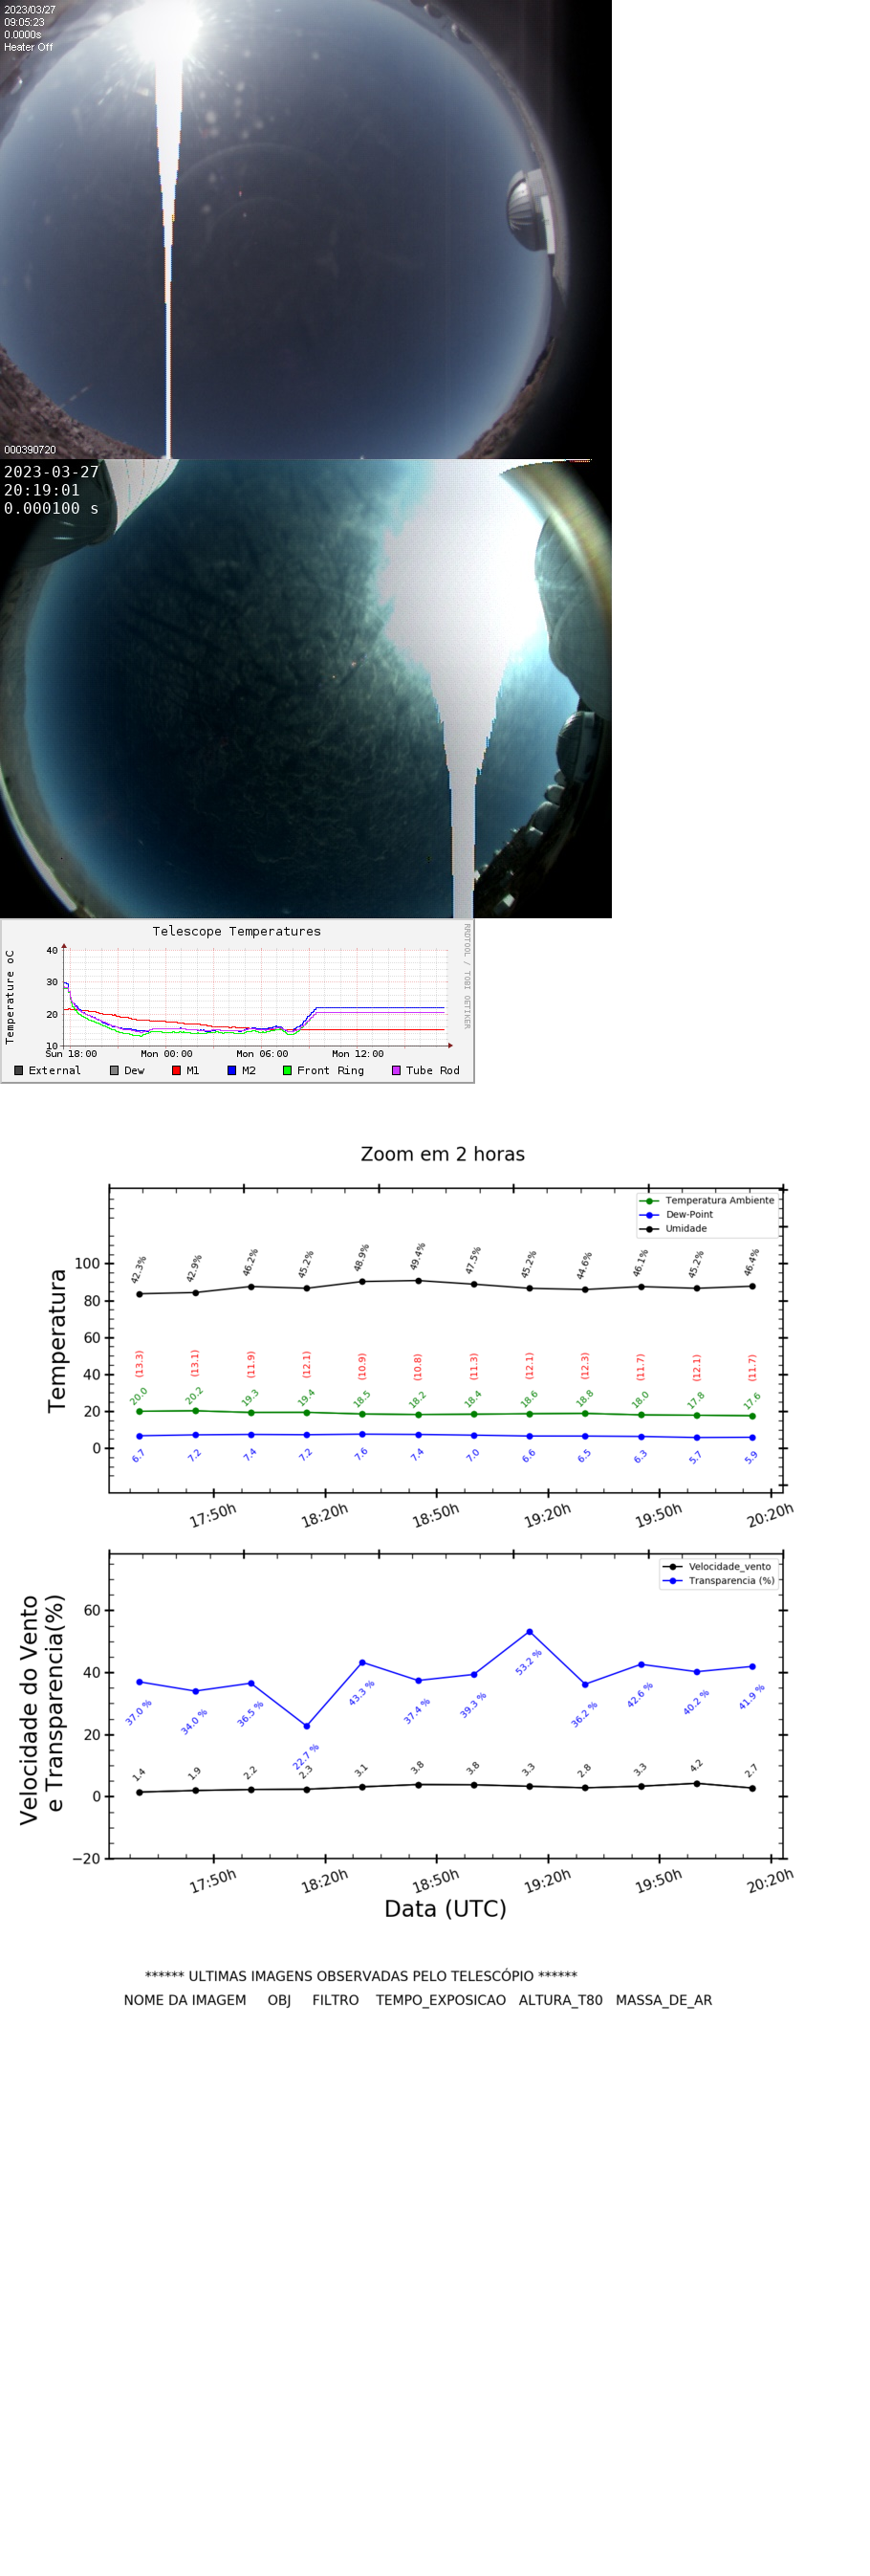 2023/03/27
09:05:23
0.0000s
Heater Off
000390720
2023-03-27
20:19:01
0.000100 s
Telescope Temperatures
RRDTOOL / TOBI OETIKER
Temperature oC
40
30
20
10
Sun 18:00 Mon 00:00 Mon 06:00 Mon 12:00
External Dew M1 M2 Front Ring Tube Rod
Zoom em 2 horas
Temperatura Ambiente
Dew-Point
Umidade
Temperatura
100
80
60
40
20
0
42.3% 42.9% 46.2% 45.2% 48.9% 49.4% 47.5% 45.2% 44.6% 46.1% 45.2% 46.4%
(13.3) (13.1) (11.9) (12.1) (10.9) (10.8) (11.3) (12.1) (12.3) (11.7) (12.1) (11.7)
20.0 20.2 19.3 19.4 18.5 18.2 18.4 18.6 18.8 18.0 17.8 17.6
6.7 7.2 7.4 7.2 7.6 7.4 7.0 6.6 6.5 6.3 5.7 5.9
17:50h 18:20h 18:50h 19:20h 19:50h 20:20h
Velocidade_vento
Transparencia (%)
Velocidade do Vento
e Transparencia(%)
60
40
20
0
−20
37.0 % 34.0 % 36.5 % 22.7 % 43.3 % 37.4 % 39.3 % 53.2 % 36.2 % 42.6 % 40.2 % 41.9 %
1.4 1.9 2.2 2.3 3.1 3.8 3.8 3.3 2.8 3.3 4.2 2.7
17:50h 18:20h 18:50h 19:20h 19:50h 20:20h
Data (UTC)
****** ULTIMAS IMAGENS OBSERVADAS PELO TELESCÓPIO ******
NOME DA IMAGEM OBJ FILTRO TEMPO_EXPOSICAO ALTURA_T80 MASSA_DE_AR